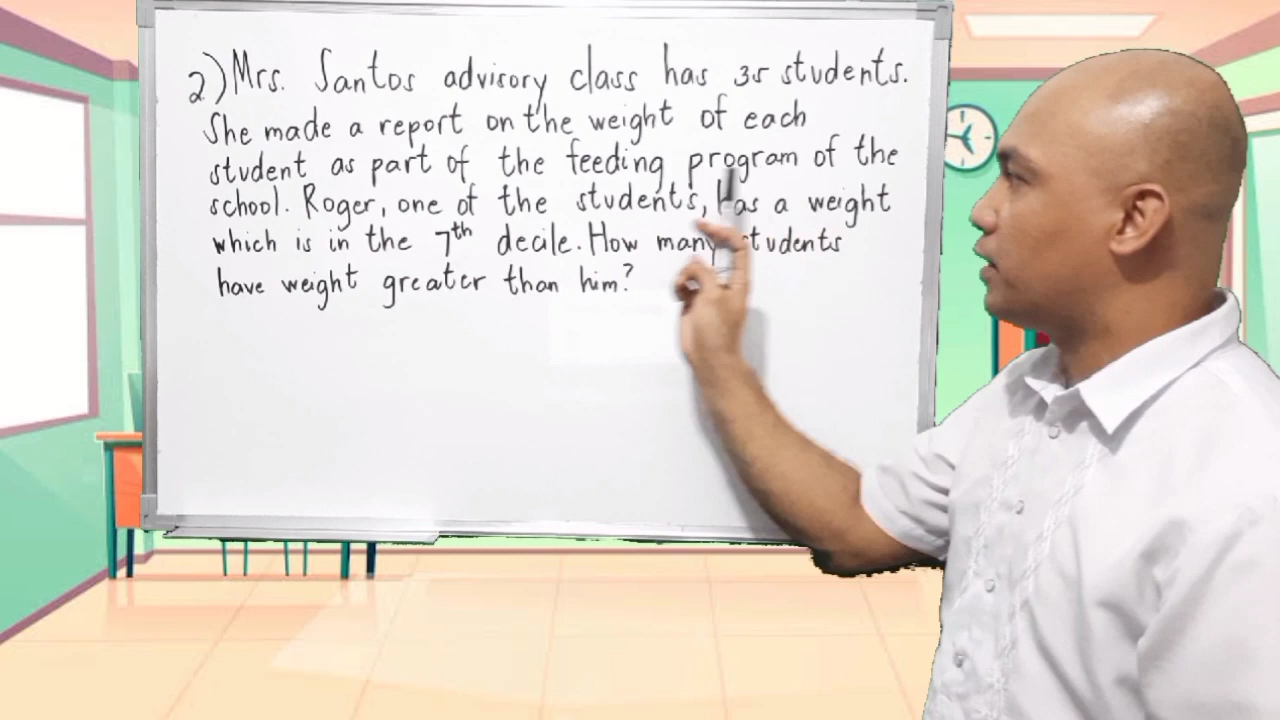 2) Mrs. Santos advisory class has 35 students.
She made a report on the weight of each
student as part of the feeding program of the
school. Roger, one of the students, has a weight
which is in the 7th decile. How many students
have weight greater than him?